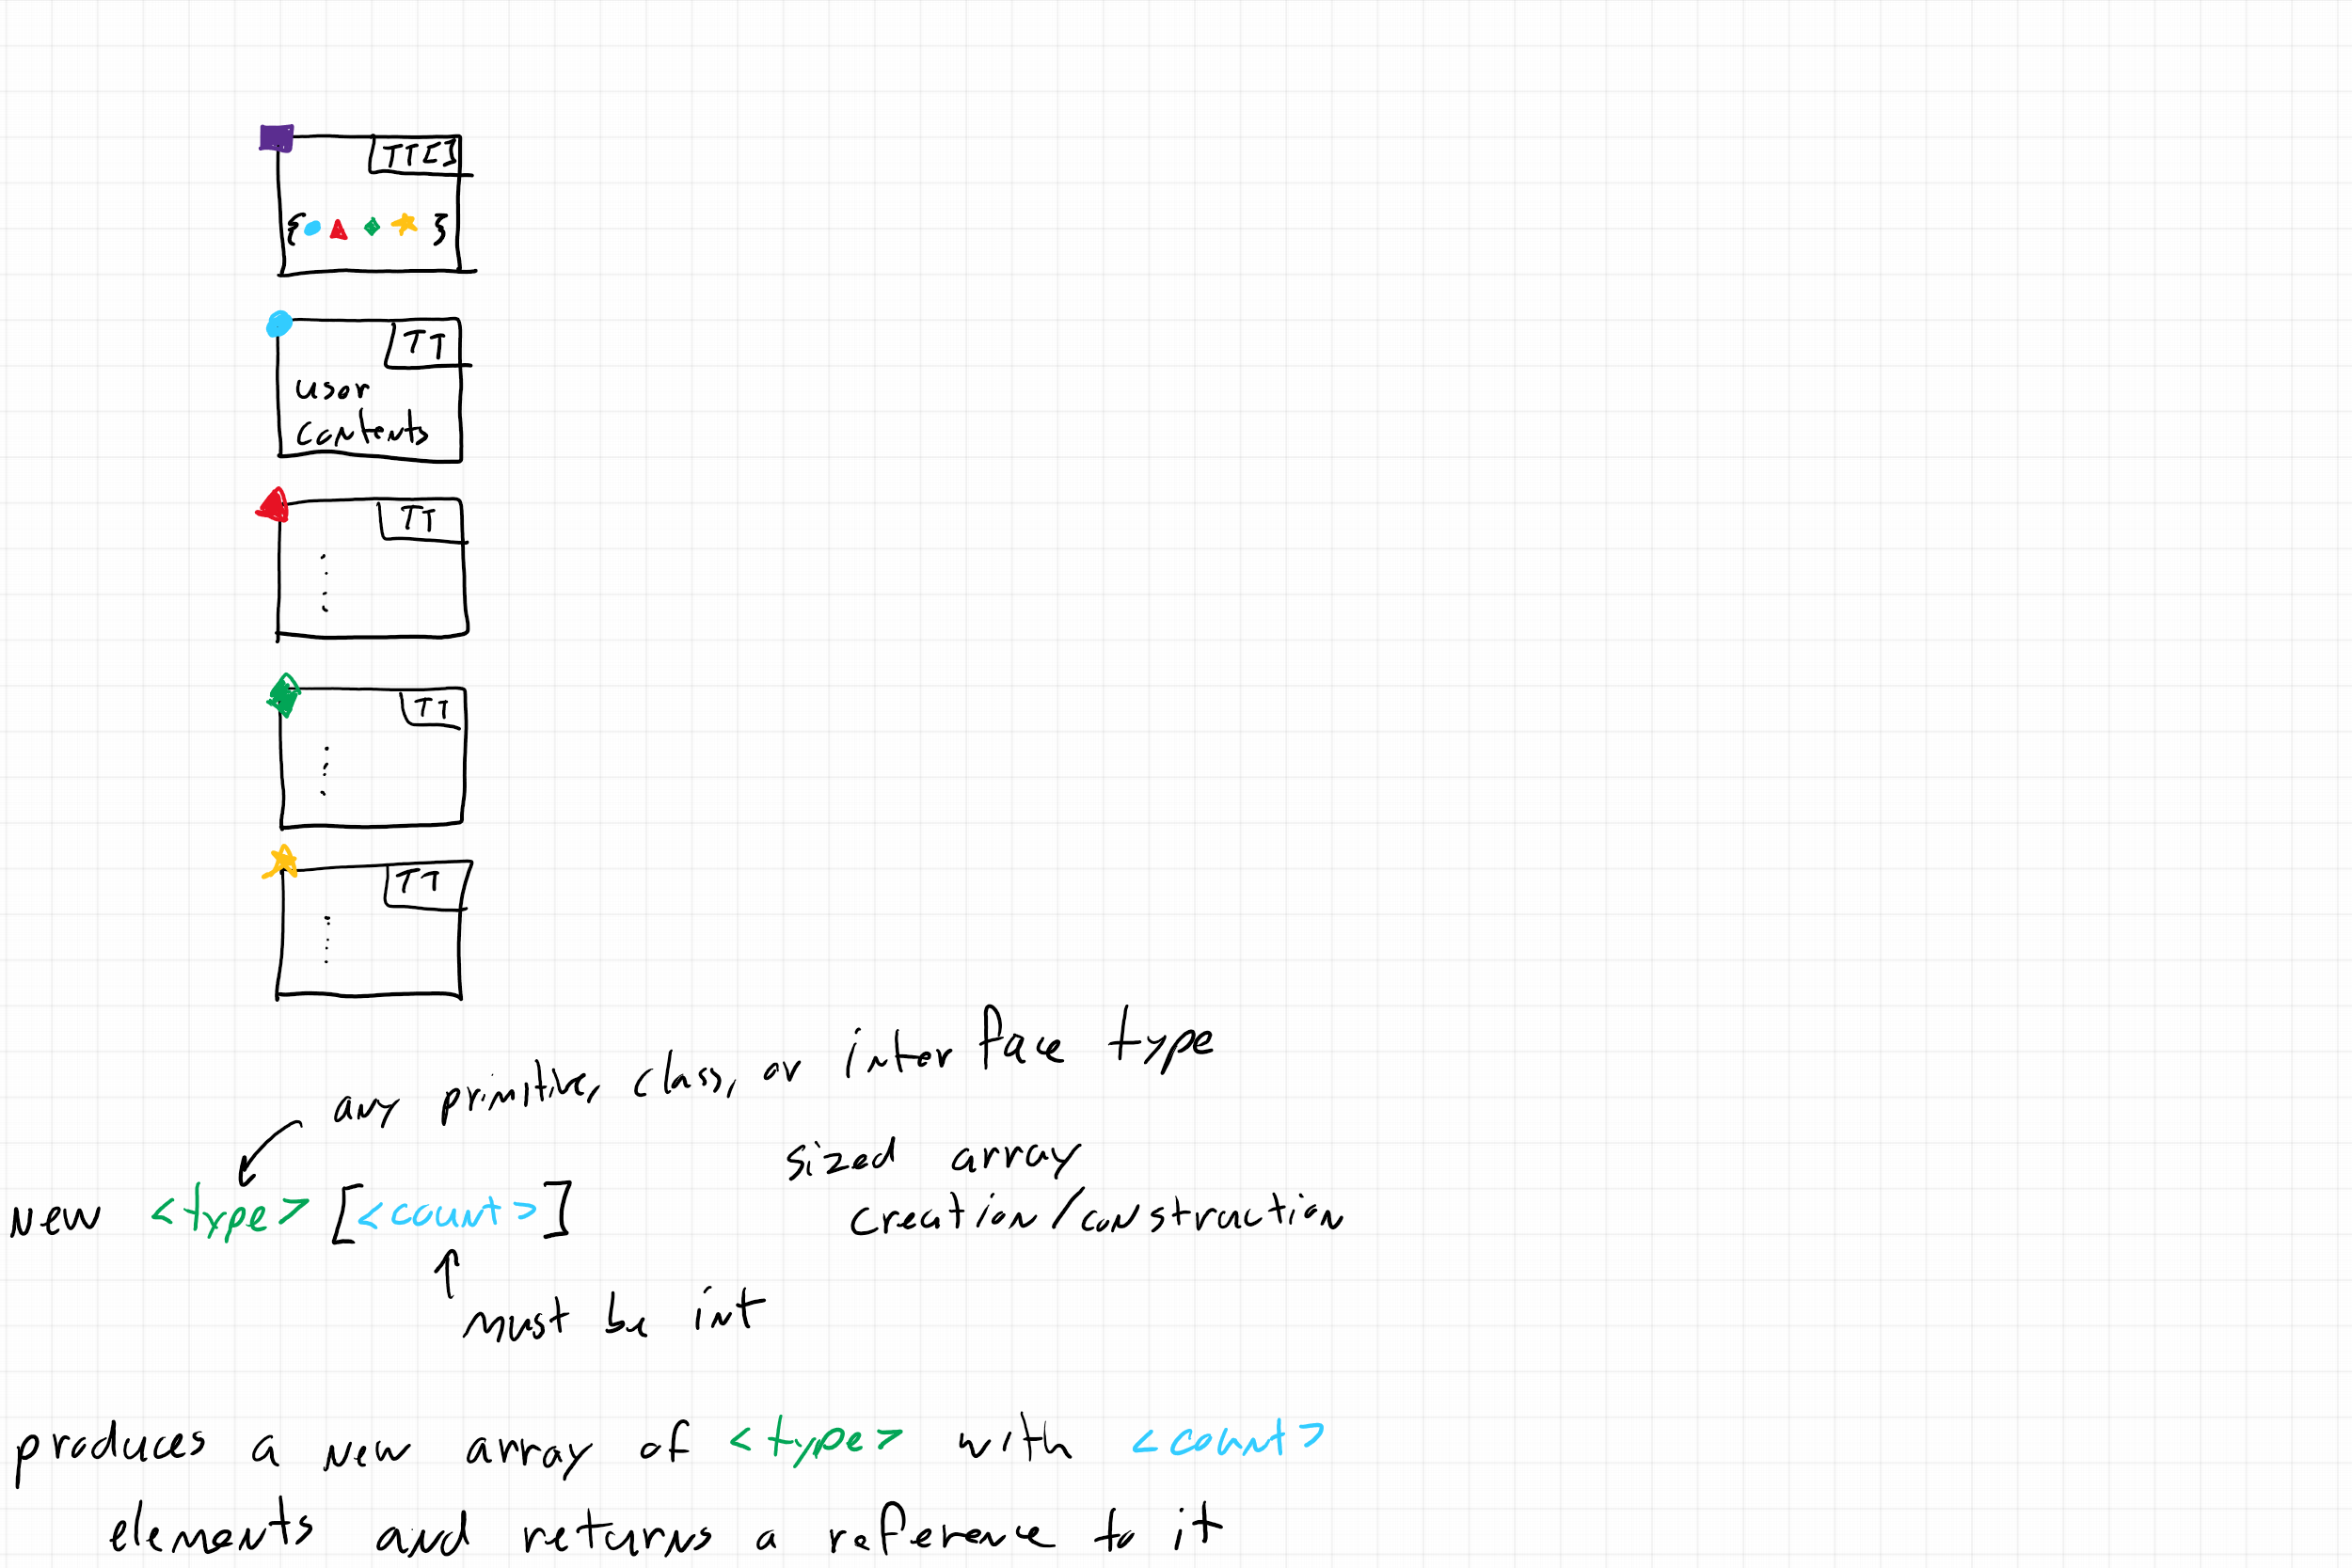 TT[]
{ }
TT
user
contents
TT
TT
TT
any primitive, class, or interface type
sized array
new <type> [<count>]
creation/construction
must be int
produces a new array of <type> with <count>
elements and returns a reference to it